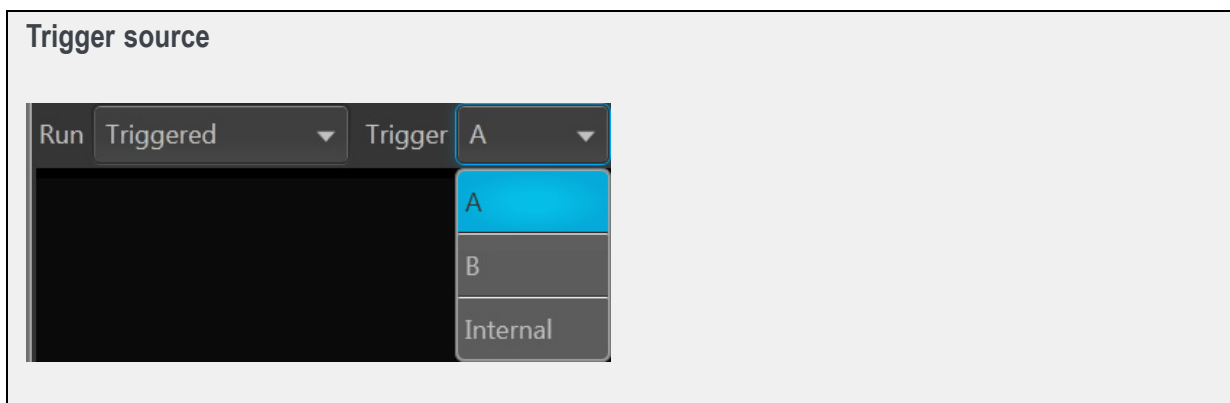 Trigger source
Run Triggered Trigger A
A
B
Internal